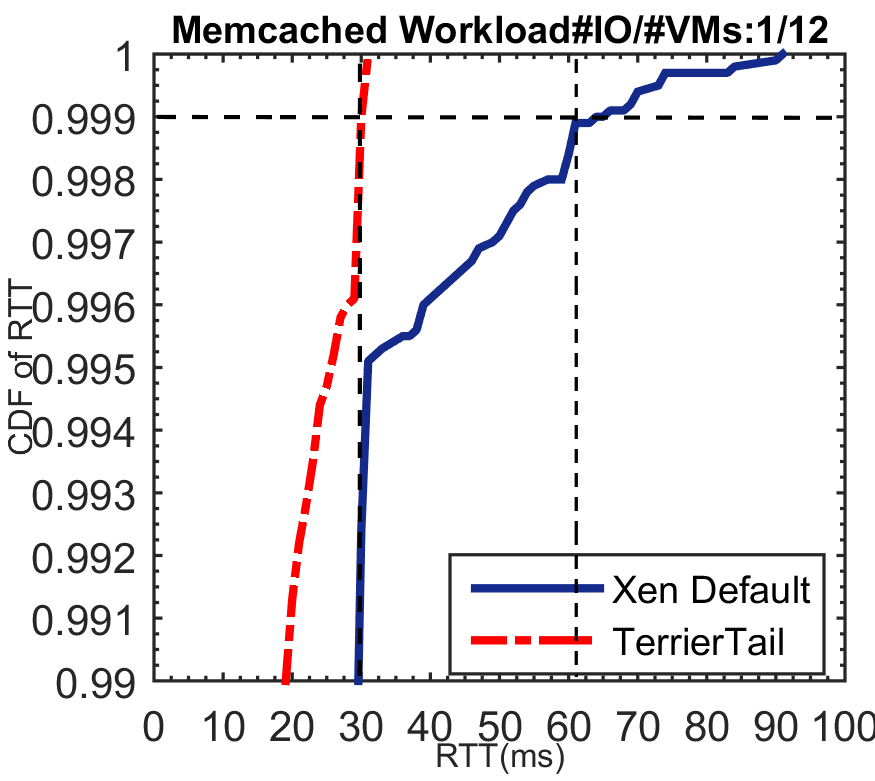 Memcached Workload#IO/#VMs:1/12
1
0.999
0.998
0.997
0.996
0.995
0.994
0.993
0.992
0.991
0.99
CDF of RTT
Xen Default
TerrierTail
0 10 20 30 40 50 60 70 80 90 100
RTT(ms)